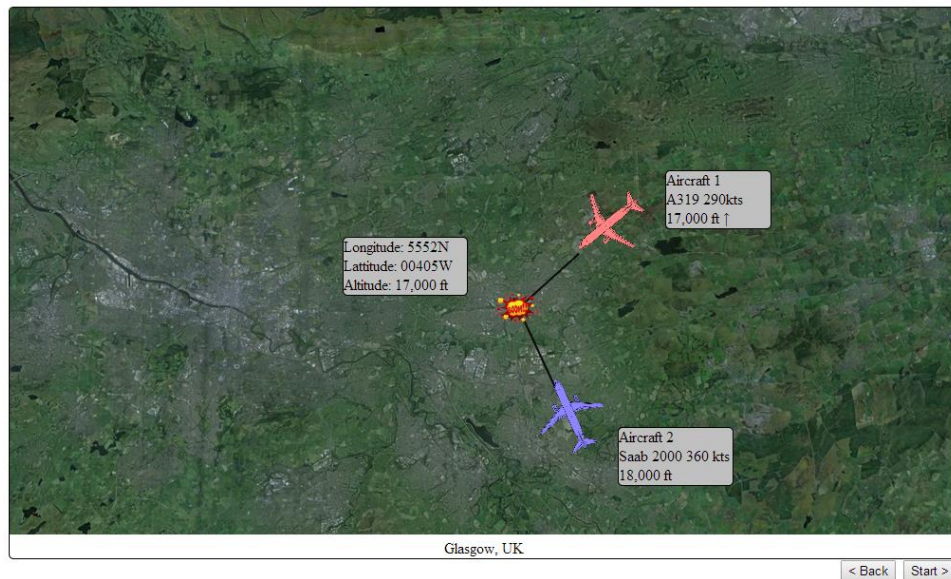 Aircraft 1
A319 290kts
17,000 ft ↑
Longitude: 5552N
Lattitude: 00405W
Altitude: 17,000 ft
Aircraft 2
Saab 2000 360 kts
18,000 ft
Glasgow, UK
< Back
Start >